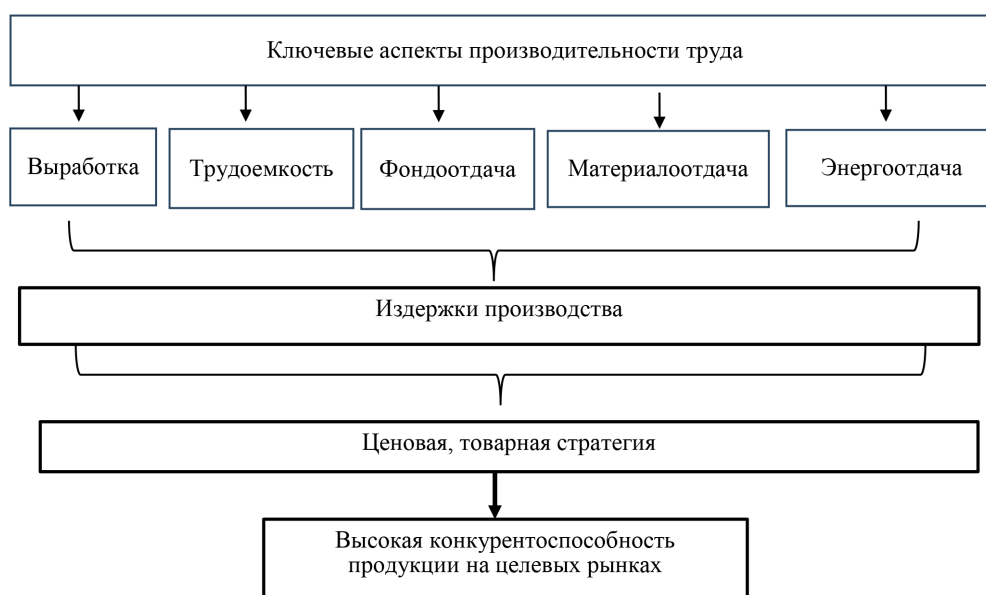 Ключевые аспекты производительности труда
Выработка
Трудоемкость
Фондоотдача
Материалоотдача
Энергоотдача
Издержки производства
Ценовая, товарная стратегия
Высокая конкурентоспособность
продукции на целевых рынках